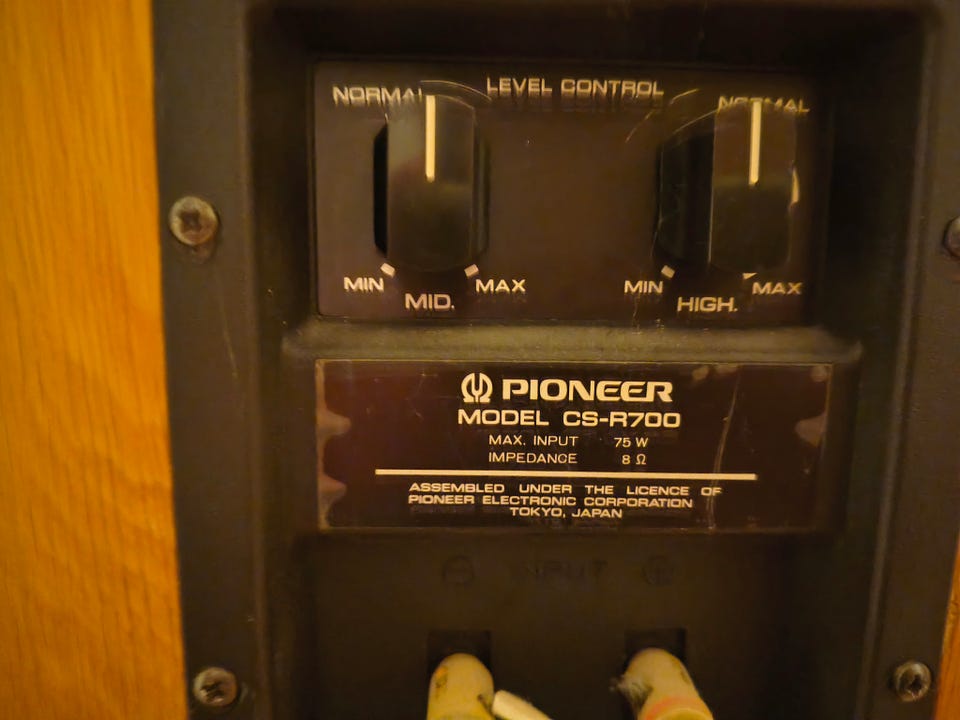 LEVEL CONTROL
NORMAL NORMAL
MIN MAX MIN MAX
MID. HIGH.
PIONEER
MODEL CS-R700
MAX. INPUT 75 W
IMPEDANCE 8 Ω
ASSEMBLED UNDER THE LICENCE OF
PIONEER ELECTRONIC CORPORATION
TOKYO, JAPAN
⊖ INPUT ⊕